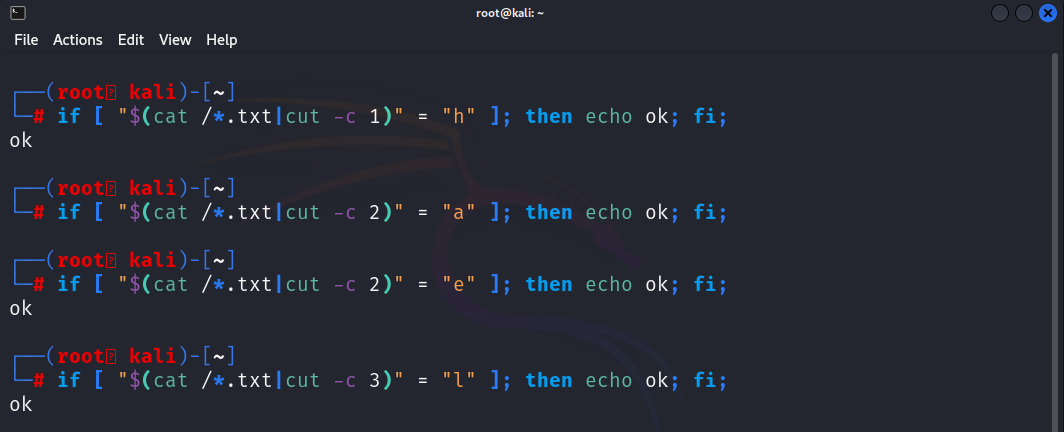 root@kali: ~
File Actions Edit View Help
┌──(root㉿ kali)-[~]
└─# if [ "$(cat /*.txt|cut -c 1)" = "h" ]; then echo ok; fi;
ok
┌──(root㉿ kali)-[~]
└─# if [ "$(cat /*.txt|cut -c 2)" = "a" ]; then echo ok; fi;
┌──(root㉿ kali)-[~]
└─# if [ "$(cat /*.txt|cut -c 2)" = "e" ]; then echo ok; fi;
ok
┌──(root㉿ kali)-[~]
└─# if [ "$(cat /*.txt|cut -c 3)" = "l" ]; then echo ok; fi;
ok